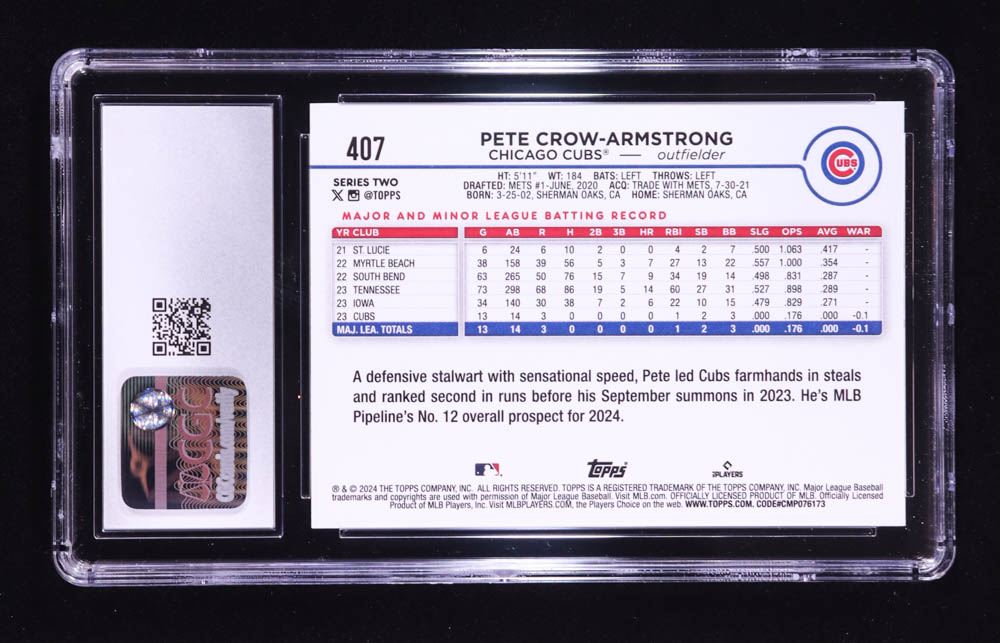 407
PETE CROW-ARMSTRONG
CHICAGO CUBS® — outfielder
CUBS
SERIES TWO
@TOPPS
HT: 5'11" WT: 184 BATS: LEFT THROWS: LEFT
DRAFTED: METS #1-JUNE, 2020 ACQ: TRADE WITH METS, 7-30-21
BORN: 3-25-02, SHERMAN OAKS, CA HOME: SHERMAN OAKS, CA
MAJOR AND MINOR LEAGUE BATTING RECORD
YR CLUB G AB R H 2B 3B HR RBI SB BB SLG OPS AVG WAR
21 ST. LUCIE 6 24 6 10 2 0 0 4 2 7 .500 1.063 .417 -
22 MYRTLE BEACH 38 158 39 56 5 3 7 27 13 22 .557 1.000 .354 -
22 SOUTH BEND 63 265 50 76 15 7 9 34 19 14 .498 .831 .287 -
23 TENNESSEE 73 298 68 86 19 5 14 60 27 31 .527 .898 .289 -
23 IOWA 34 140 30 38 7 2 6 22 10 15 .479 .829 .271 -
23 CUBS 13 14 3 0 0 0 0 1 2 3 .000 .176 .000 -0.1
MAJ. LEA. TOTALS 13 14 3 0 0 0 0 1 2 3 .000 .176 .000 -0.1
A defensive stalwart with sensational speed, Pete led Cubs farmhands in steals
and ranked second in runs before his September summons in 2023. He's MLB
Pipeline's No. 12 overall prospect for 2024.
Topps
PLAYERS
® & © 2024 THE TOPPS COMPANY, INC. ALL RIGHTS RESERVED. TOPPS IS A REGISTERED TRADEMARK OF THE TOPPS COMPANY, INC. Major League Baseball
trademarks and copyrights are used with permission of Major League Baseball. Visit MLB.com. OFFICIALLY LICENSED PRODUCT OF MLB. Officially Licensed
Product of MLB Players, Inc. Visit MLBPLAYERS.COM, the Players Choice on the web. WWW.TOPPS.COM. CODE#CMP076173